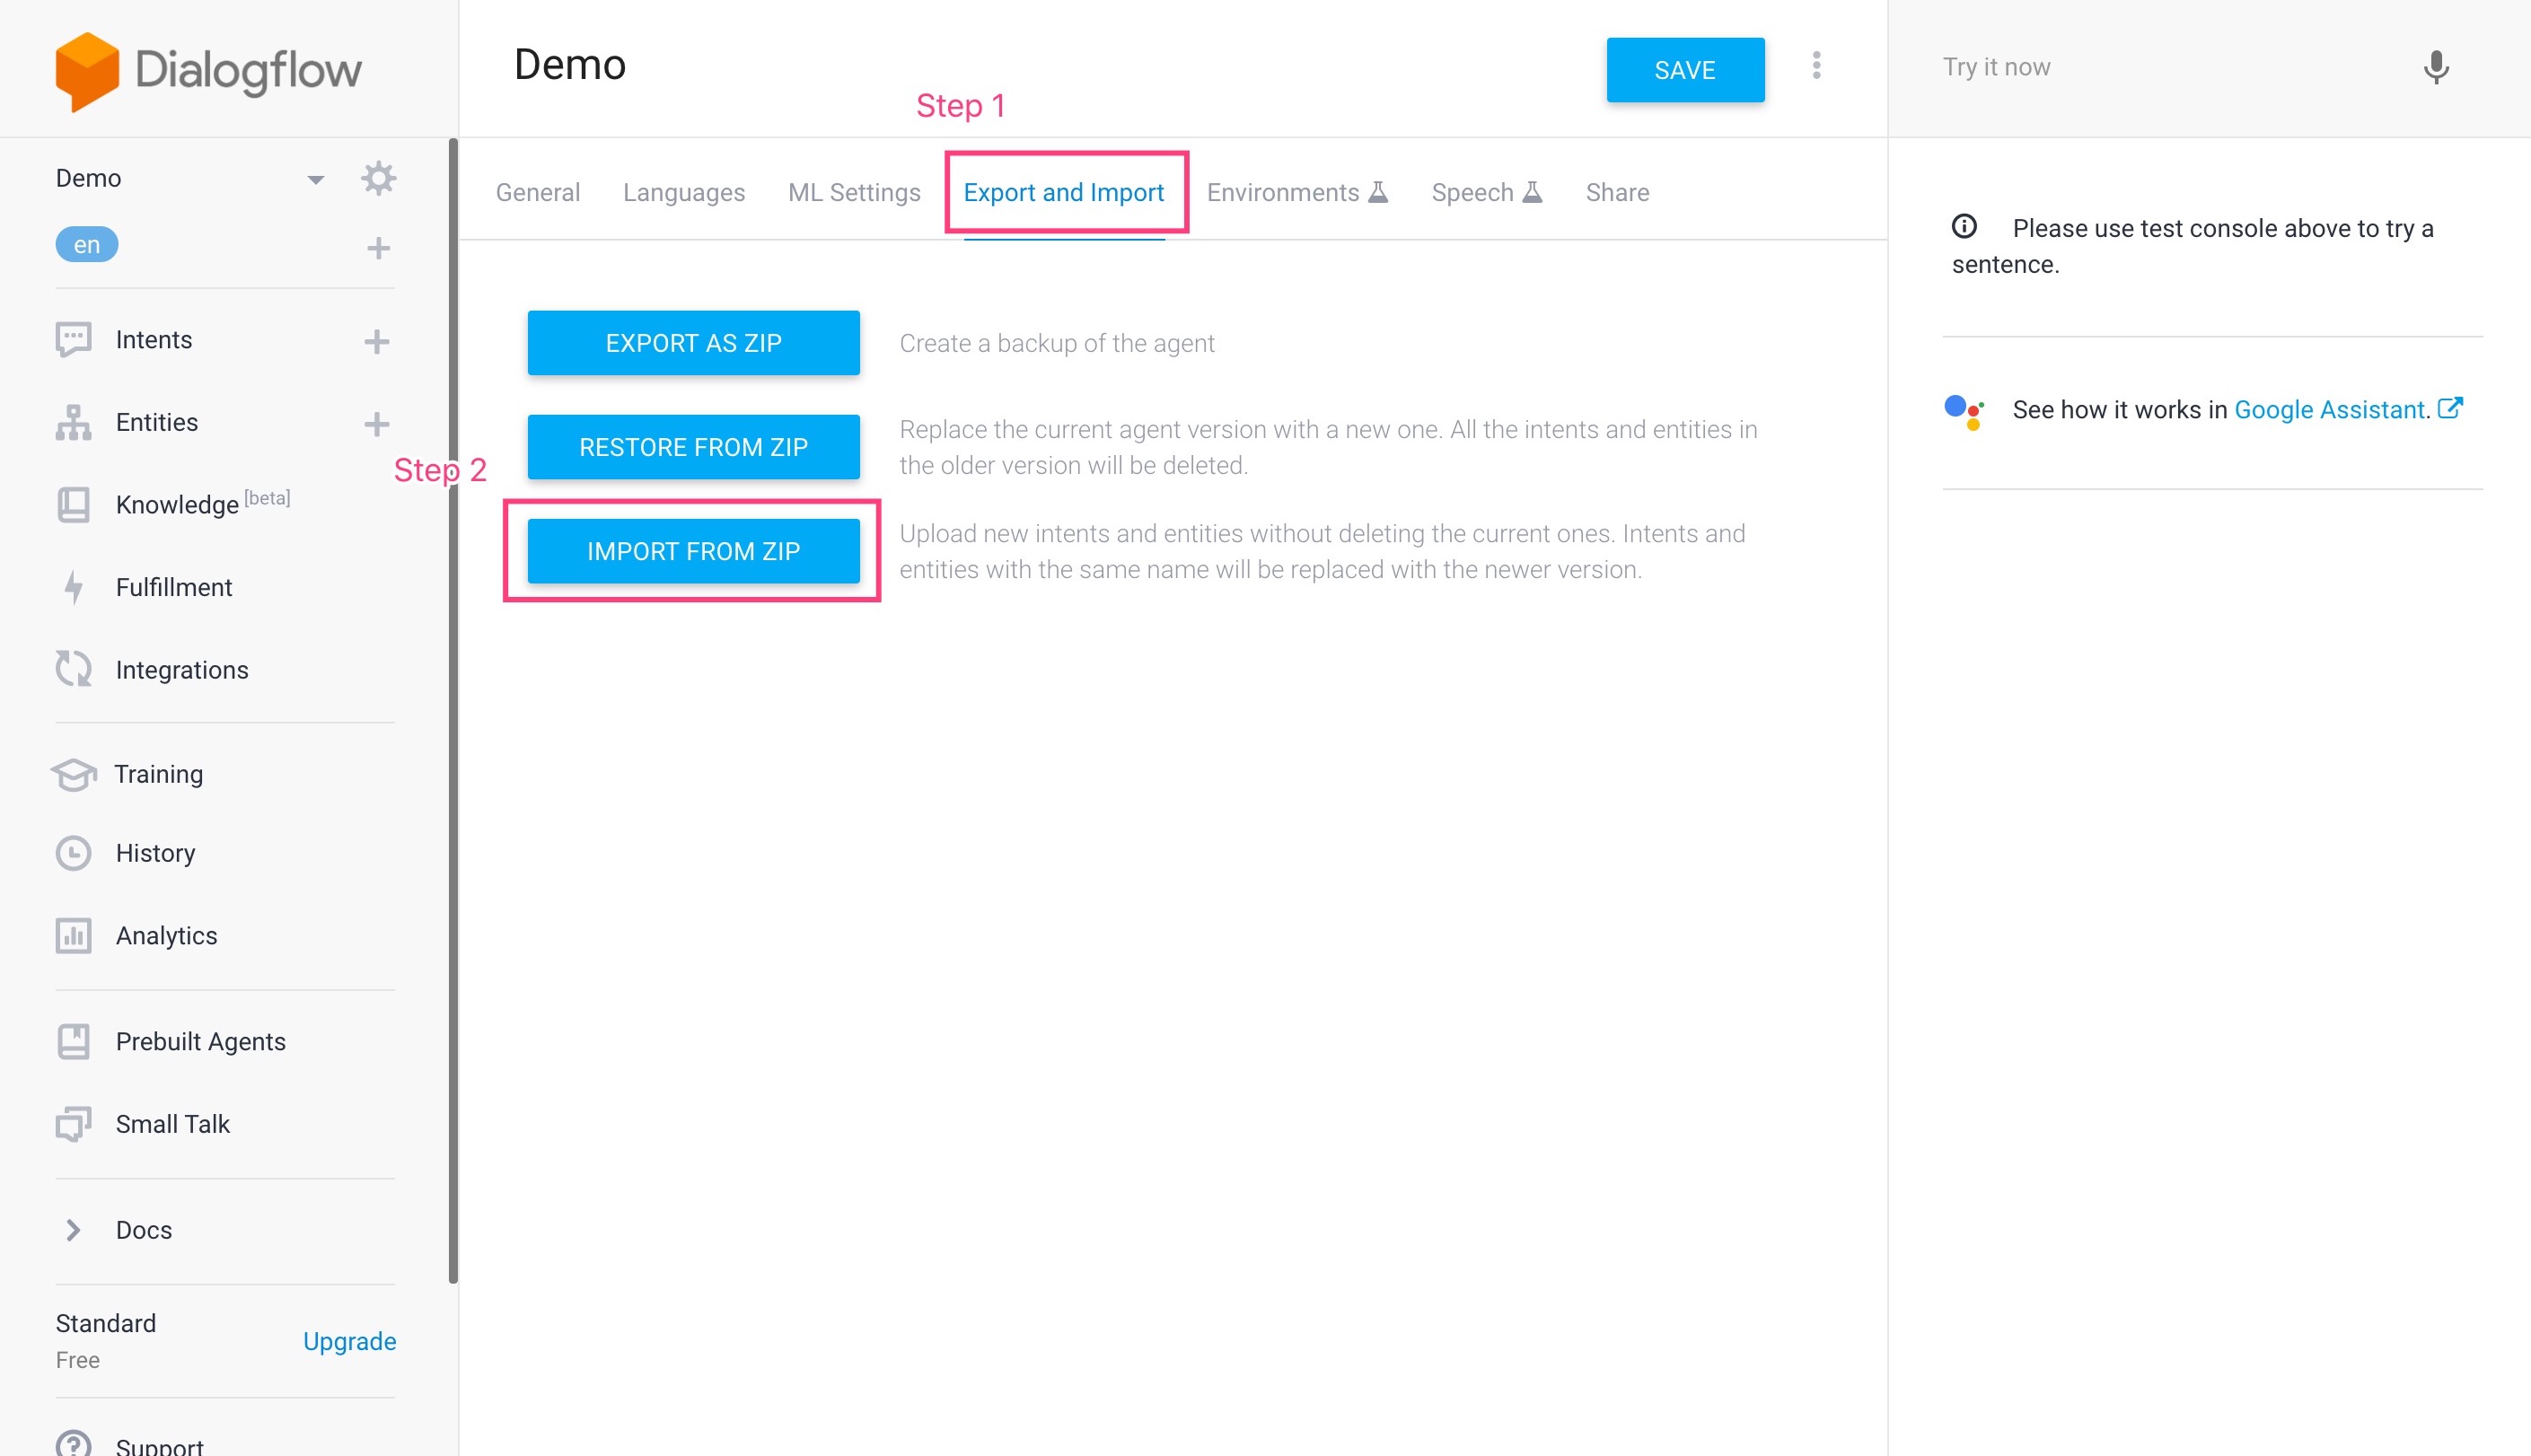 Dialogflow
Demo
en
Intents
Entities
Knowledge [beta]
Fulfillment
Integrations
Training
History
Analytics
Prebuilt Agents
Small Talk
Docs
Standard
Free
Upgrade
Support
Demo
SAVE
Step 1
General
Languages
ML Settings
Export and Import
Environments
Speech
Share
EXPORT AS ZIP
Create a backup of the agent
RESTORE FROM ZIP
Replace the current agent version with a new one. All the intents and entities in
the older version will be deleted.
Step 2
IMPORT FROM ZIP
Upload new intents and entities without deleting the current ones. Intents and
entities with the same name will be replaced with the newer version.
Try it now
Please use test console above to try a
sentence.
See how it works in Google Assistant.